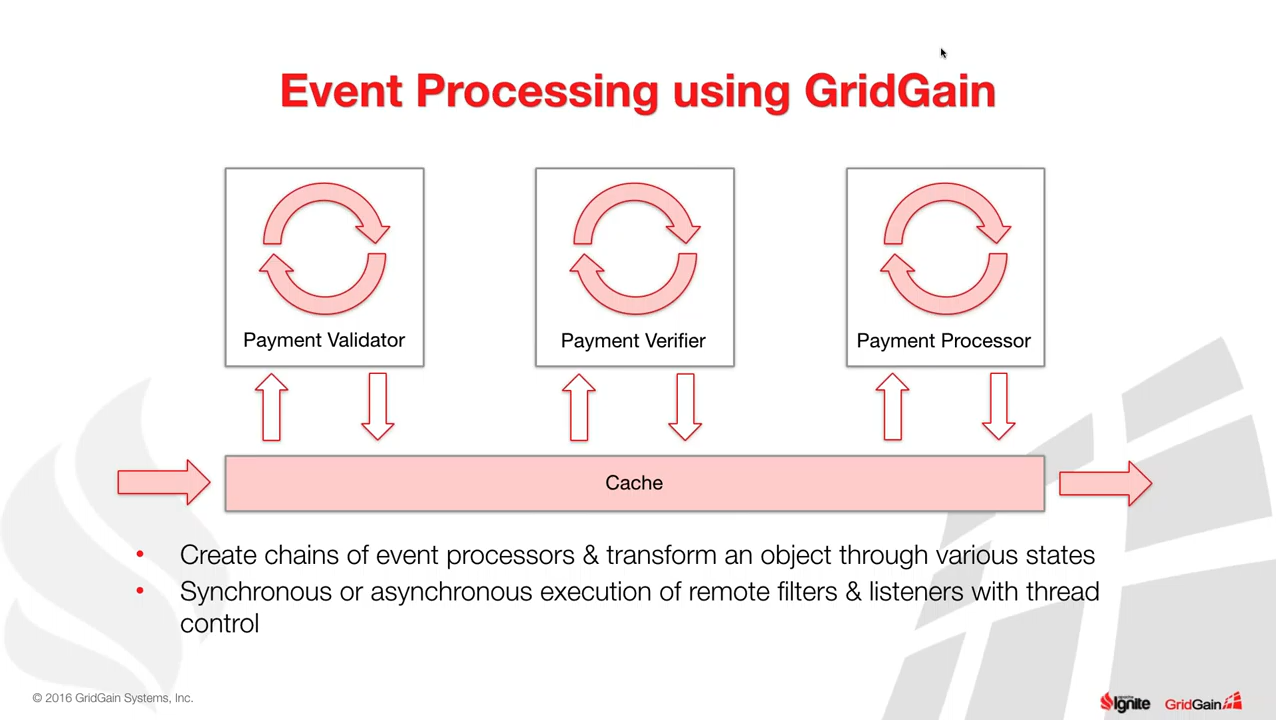 Event Processing using GridGain
Payment Validator
Payment Verifier
Payment Processor
Cache
• Create chains of event processors & transform an object through various states
• Synchronous or asynchronous execution of remote filters & listeners with thread
control
© 2016 GridGain Systems, Inc.
Ignite
GridGain